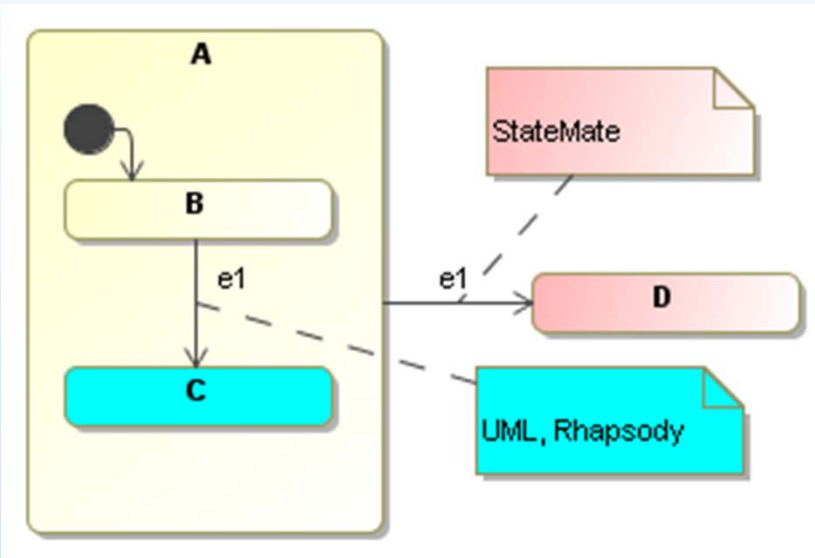 A
StateMate
B
e1
e1
D
C
UML, Rhapsody